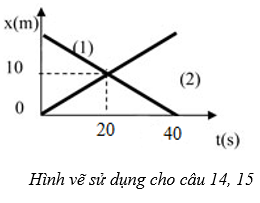 x(m)
(1)
10
(2)
0
20
40
t(s)
Hình vẽ sử dụng cho câu 14, 15